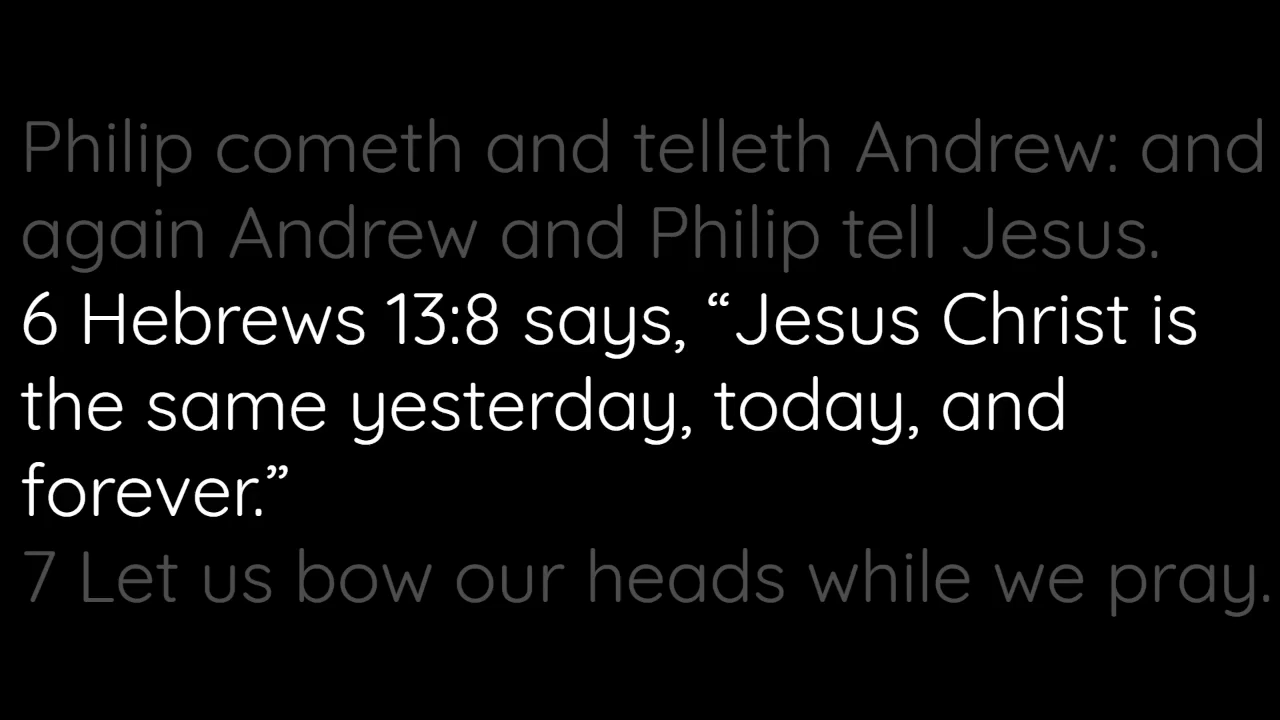 Philip cometh and telleth Andrew: and
again Andrew and Philip tell Jesus.
6 Hebrews 13:8 says, “Jesus Christ is
the same yesterday, today, and
forever.”
7 Let us bow our heads while we pray.